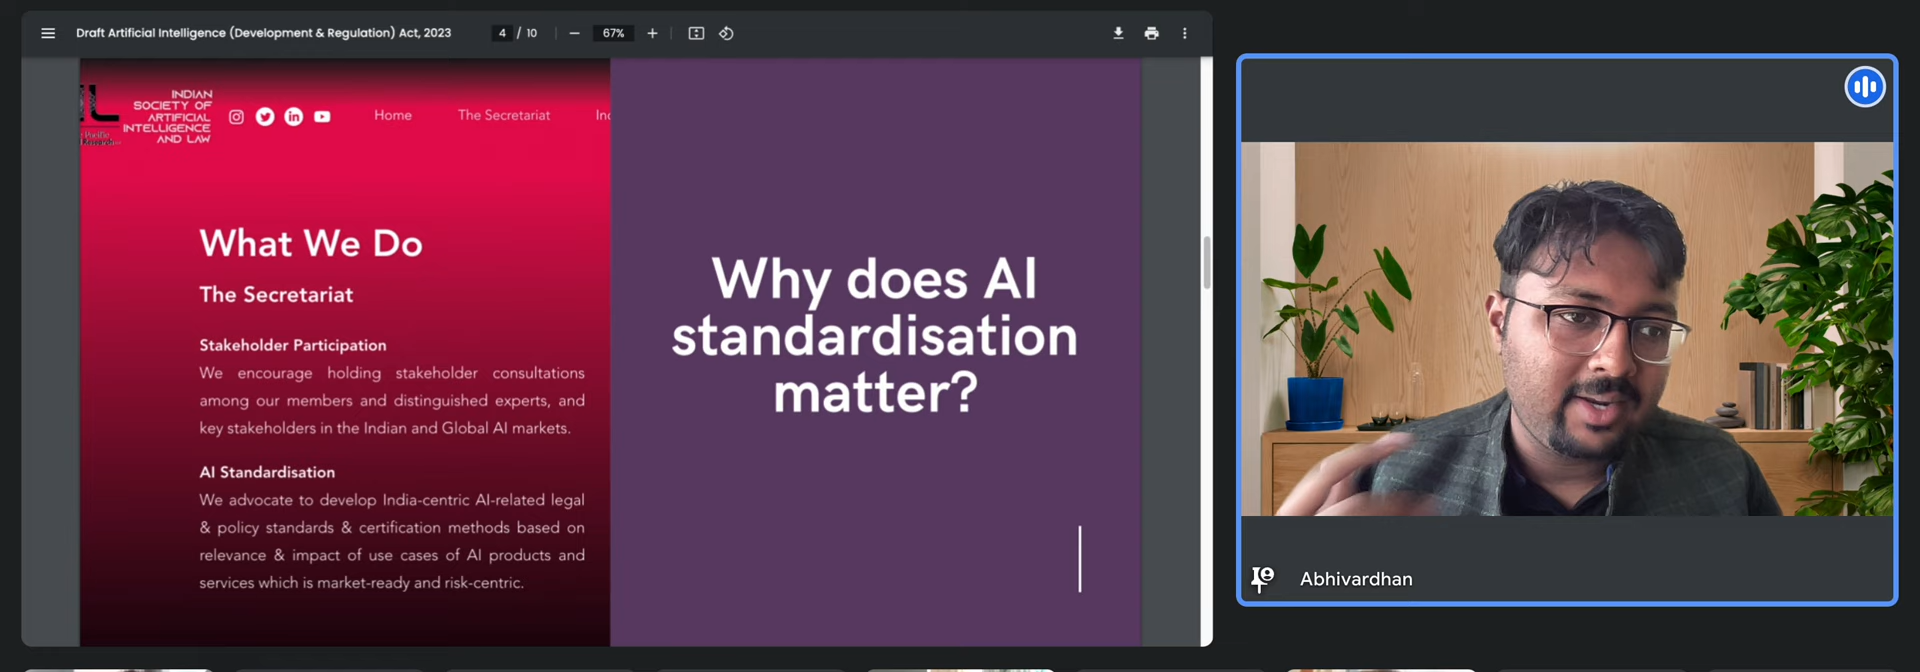 Draft Artificial Intelligence (Development & Regulation) Act, 2023
4 / 10
67%
INDIAN
SOCIETY OF
ARTIFICIAL
INTELLIGENCE
AND LAW
Home
The Secretariat
What We Do
The Secretariat
Stakeholder Participation
We encourage holding stakeholder consultations
among our members and distinguished experts, and
key stakeholders in the Indian and Global AI markets.
AI Standardisation
We advocate to develop India-centric AI-related legal
& policy standards & certification methods based on
relevance & impact of use cases of AI products and
services which is market-ready and risk-centric.
Why does AI
standardisation
matter?
Abhivardhan